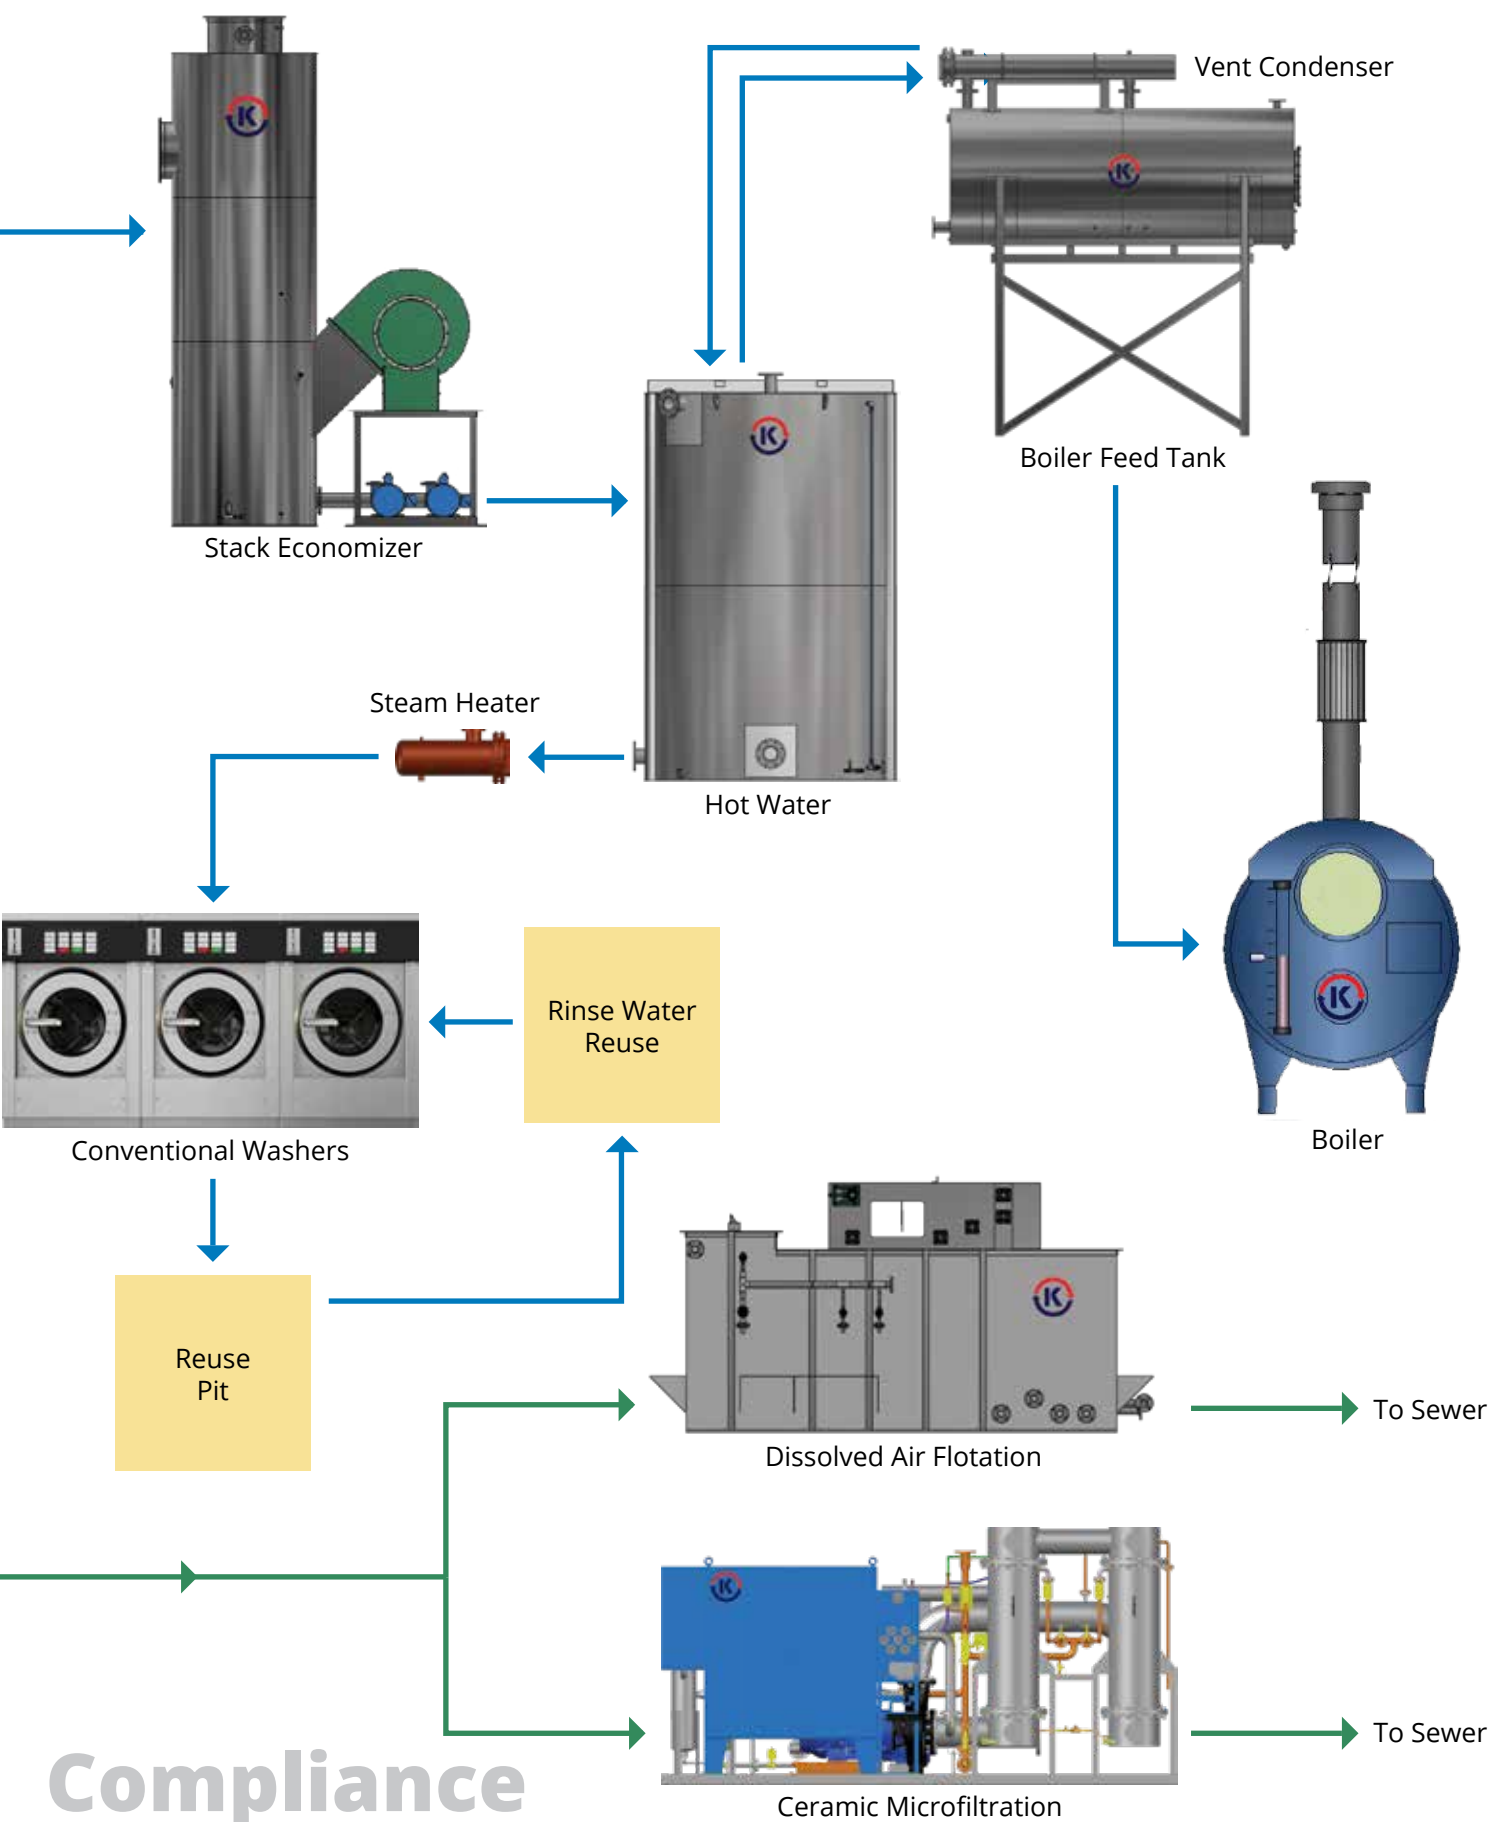 Vent Condenser
K
K
Boiler Feed Tank
K
Stack Economizer
Steam Heater
Hot Water
Rinse Water
Reuse
K
Conventional Washers
Boiler
K
Reuse
Pit
To Sewer
Dissolved Air Flotation
K
To Sewer
Compliance
Ceramic Microfiltration